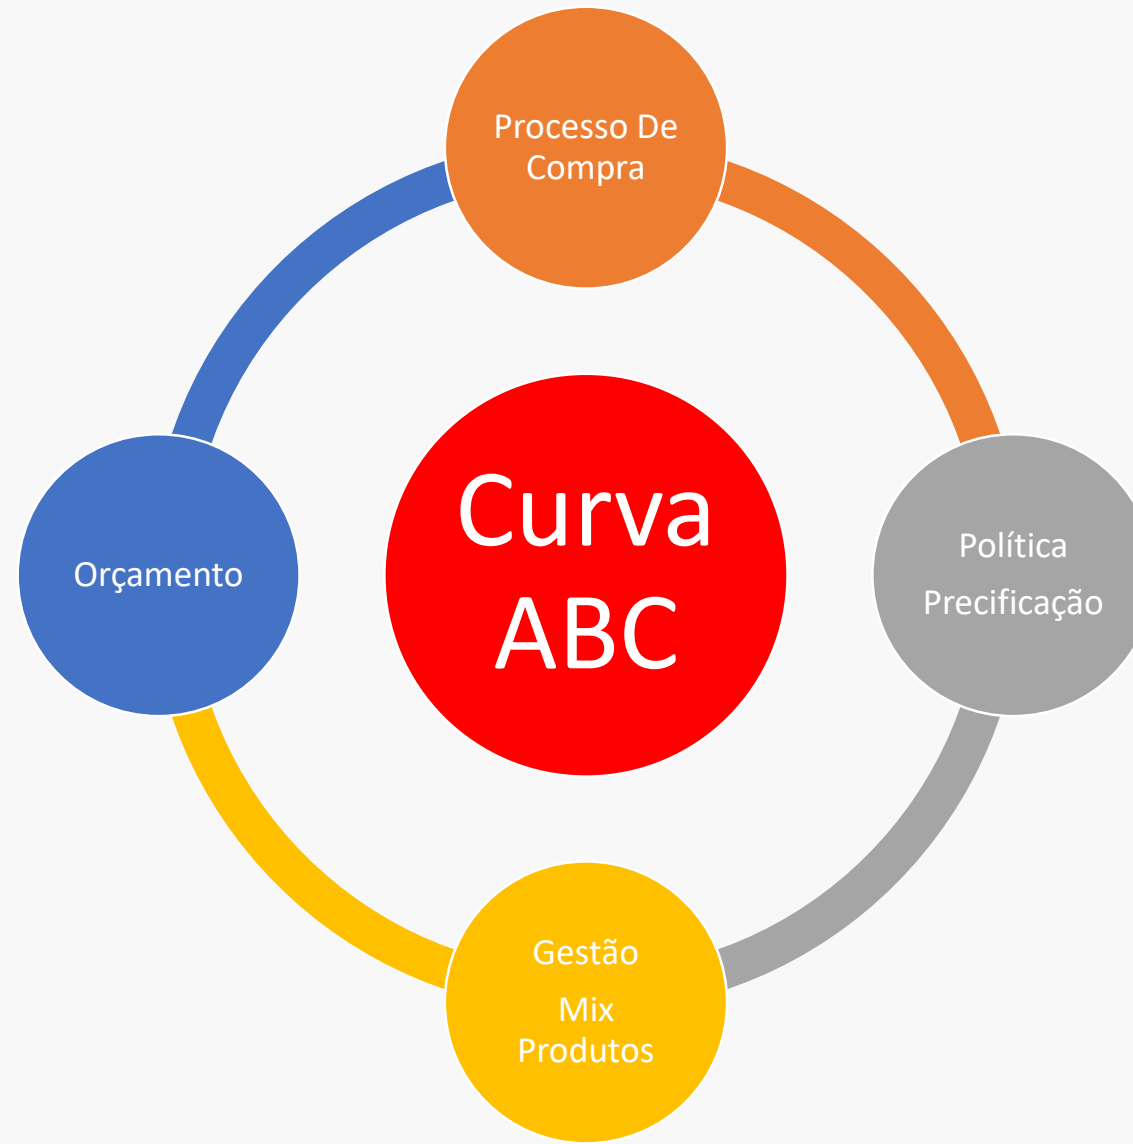 Processo De
Compra
Curva
ABC
Política
Precificação
Orçamento
Gestão
Mix
Produtos